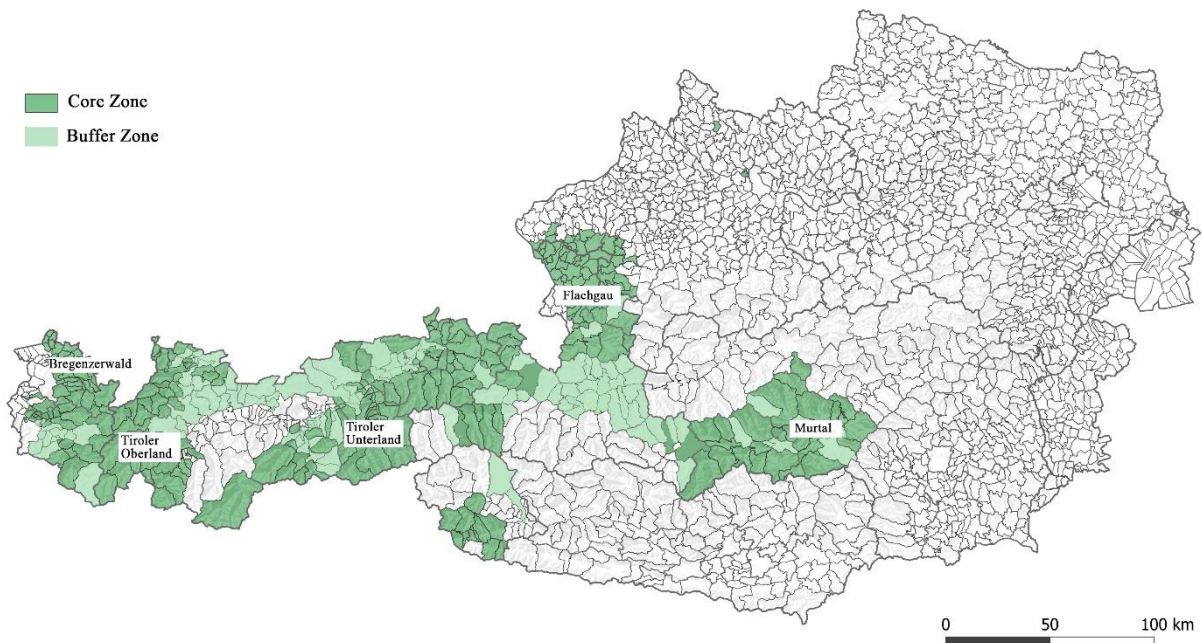 Core Zone
Buffer Zone
Flachgau
Bregenzerwald
Tiroler
Oberland
Tiroler
Unterland
Murtal
0 50 100 km